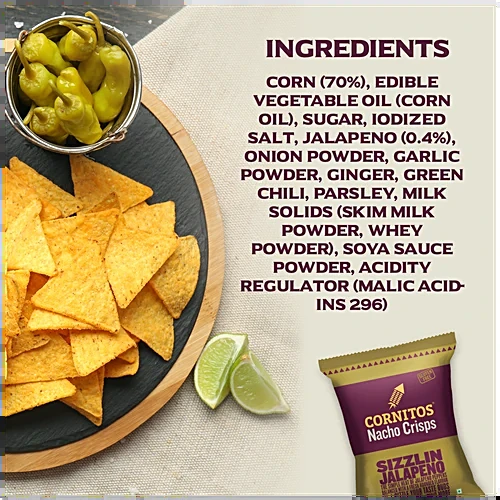 INGREDIENTS
CORN (70%), EDIBLE
VEGETABLE OIL (CORN
OIL), SUGAR, IODIZED
SALT, JALAPENO (0.4%),
ONION POWDER, GARLIC
POWDER, GINGER, GREEN
CHILI, PARSLEY, MILK
SOLIDS (SKIM MILK
POWDER, WHEY
POWDER), SOYA SAUCE
POWDER, ACIDITY
REGULATOR (MALIC ACID-
INS 296)
CORNITOS
Nacho Crisps
SIZZLIN
JALAPENO